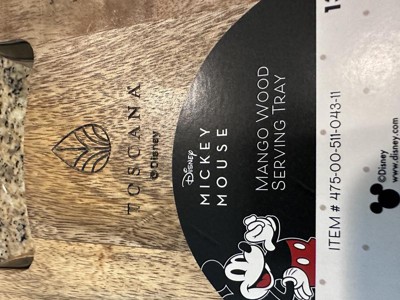 TOSCANA
©Disney
Disney
MICKEY
MOUSE
MANGO WOOD
SERVING TRAY
ITEM # 475-00-511-043-11
©Disney
www.disney.com